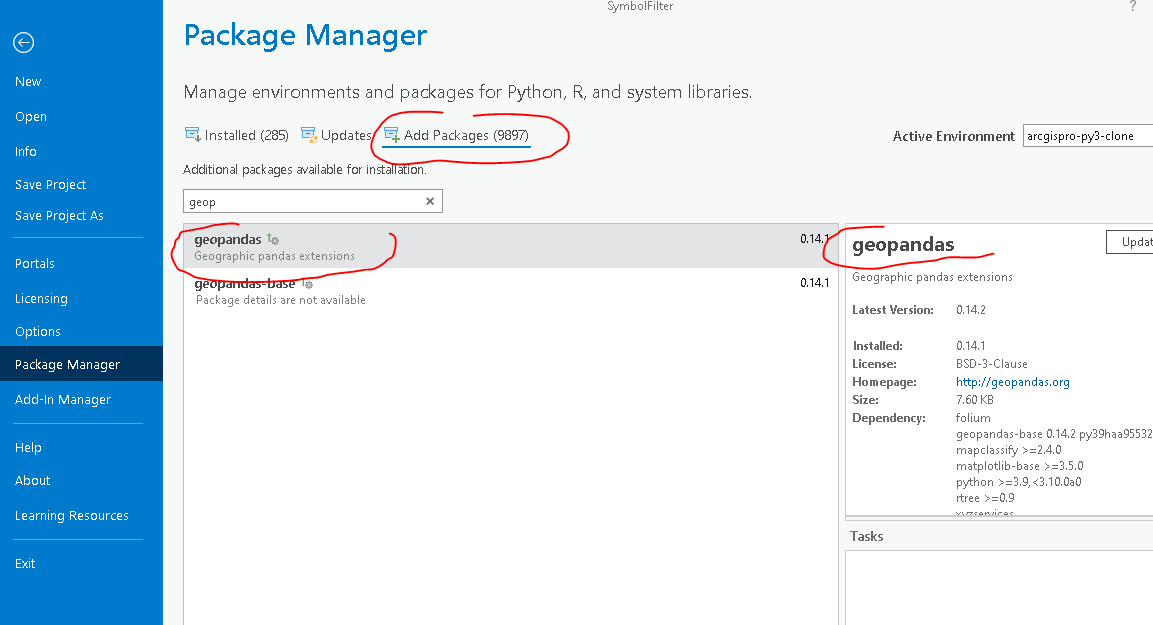 SymbolFilter
?
Package Manager
New
Manage environments and packages for Python, R, and system libraries.
Open
Installed (285) Updates Add Packages (9897) Active Environment arcgispro-py3-clone
Info
Additional packages available for installation.
Save Project
geop
Save Project As
geopandas 0.14.1
Geographic pandas extensions
geopandas-base 0.14.1
Package details are not available
Portals
Licensing
Options
Package Manager
Add-In Manager
Help
About
Learning Resources
Exit
geopandas Updat
Geographic pandas extensions
Latest Version: 0.14.2
Installed: 0.14.1
License: BSD-3-Clause
Homepage: http://geopandas.org
Size: 7.60 KB
Dependency: folium
geopandas-base 0.14.2 py39haa95532
mapclassify >=2.4.0
matplotlib-base >=3.5.0
python >=3.9,<3.10.0a0
rtree >=0.9
xyzservices
Tasks